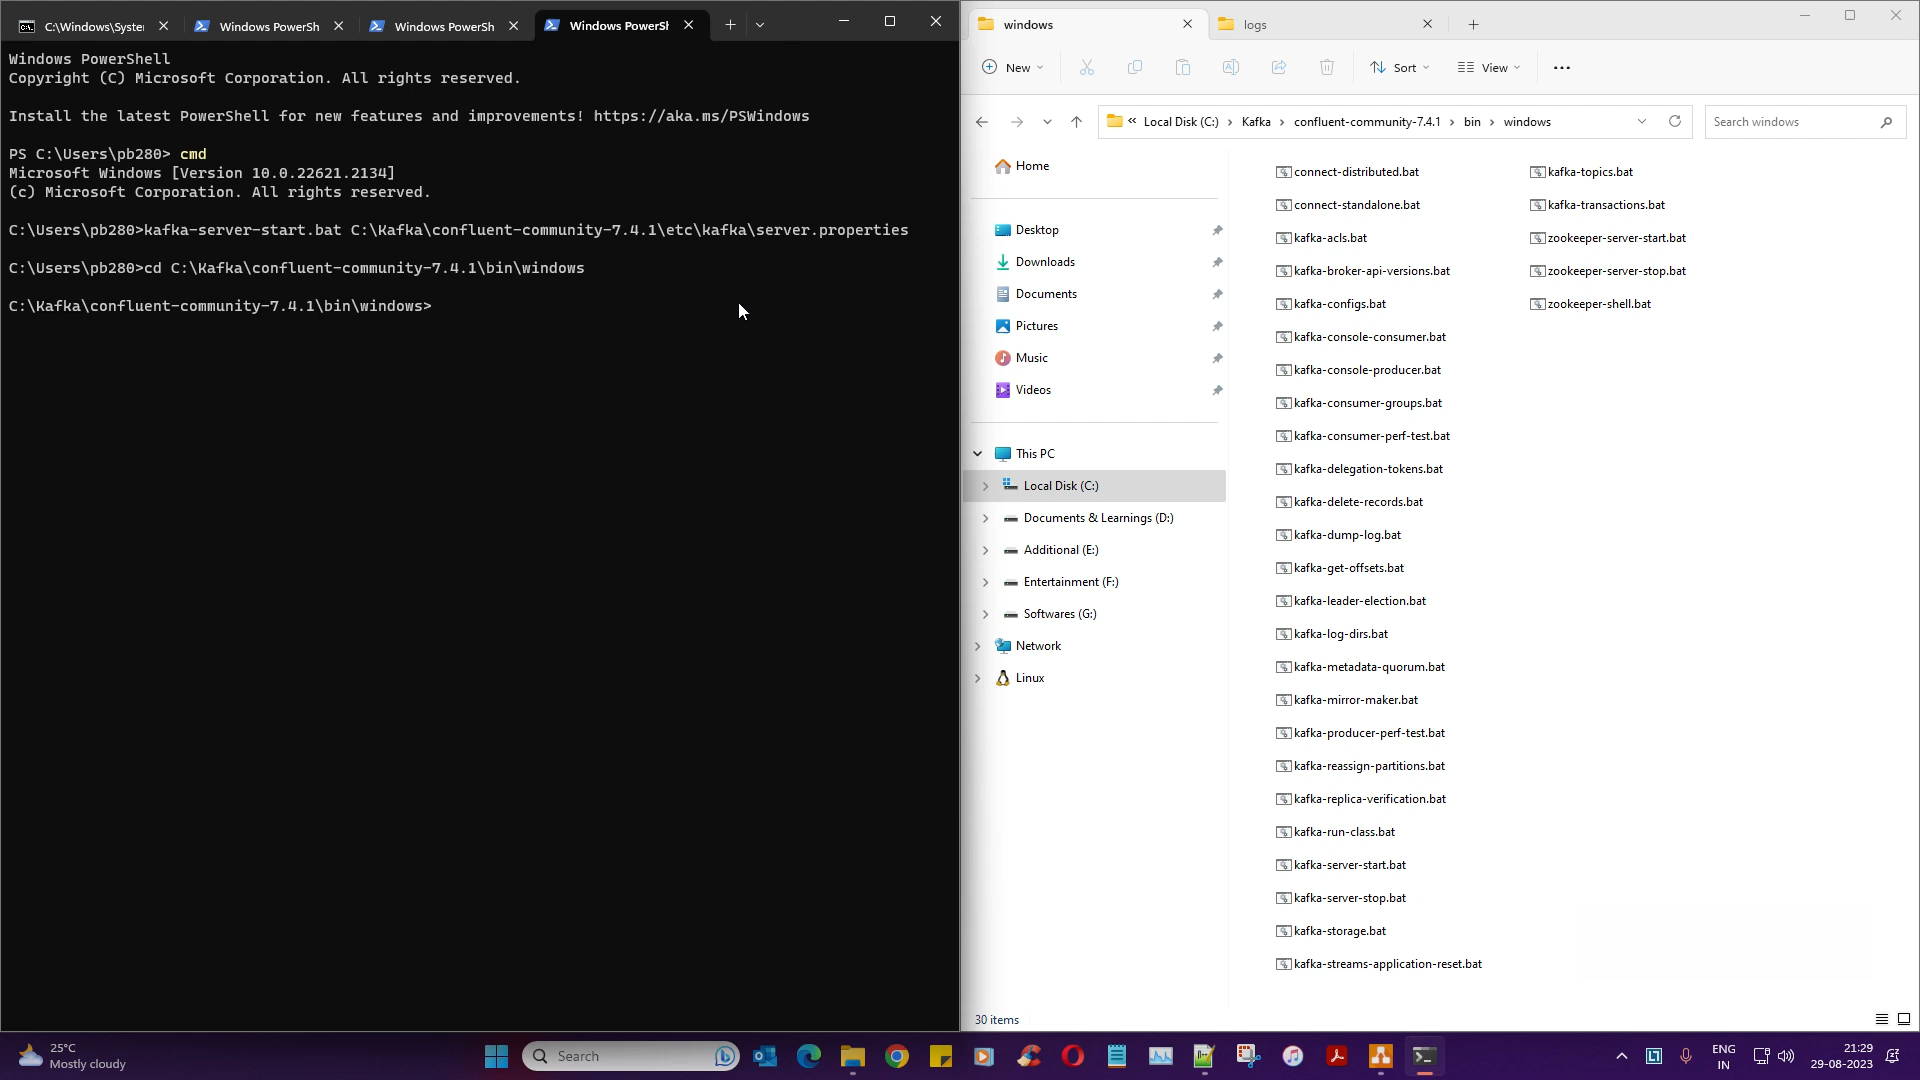 C:\Windows\Syste
Windows PowerSh
Windows PowerSh
Windows PowerSh
Windows PowerShell
Copyright (C) Microsoft Corporation. All rights reserved.
Install the latest PowerShell for new features and improvements! https://aka.ms/PSWindows
PS C:\Users\pb280> cmd
Microsoft Windows [Version 10.0.22621.2134]
(c) Microsoft Corporation. All rights reserved.
C:\Users\pb280>kafka-server-start.bat C:\Kafka\confluent-community-7.4.1\etc\kafka\server.properties
C:\Users\pb280>cd C:\Kafka\confluent-community-7.4.1\bin\windows
C:\Kafka\confluent-community-7.4.1\bin\windows>
windows
logs
New
Sort
View
Local Disk (C:) > Kafka > confluent-community-7.4.1 > bin > windows
Search windows
Home
Desktop
Downloads
Documents
Pictures
Music
Videos
This PC
Local Disk (C:)
Documents & Learnings (D:)
Additional (E:)
Entertainment (F:)
Softwares (G:)
Network
Linux
connect-distributed.bat
connect-standalone.bat
kafka-acls.bat
kafka-broker-api-versions.bat
kafka-configs.bat
kafka-console-consumer.bat
kafka-console-producer.bat
kafka-consumer-groups.bat
kafka-consumer-perf-test.bat
kafka-delegation-tokens.bat
kafka-delete-records.bat
kafka-dump-log.bat
kafka-get-offsets.bat
kafka-leader-election.bat
kafka-log-dirs.bat
kafka-metadata-quorum.bat
kafka-mirror-maker.bat
kafka-producer-perf-test.bat
kafka-reassign-partitions.bat
kafka-replica-verification.bat
kafka-run-class.bat
kafka-server-start.bat
kafka-server-stop.bat
kafka-storage.bat
kafka-streams-application-reset.bat
kafka-topics.bat
kafka-transactions.bat
zookeeper-server-start.bat
zookeeper-server-stop.bat
zookeeper-shell.bat
30 items
25°C
Mostly cloudy
Search
ENG
IN
21:29
29-08-2023